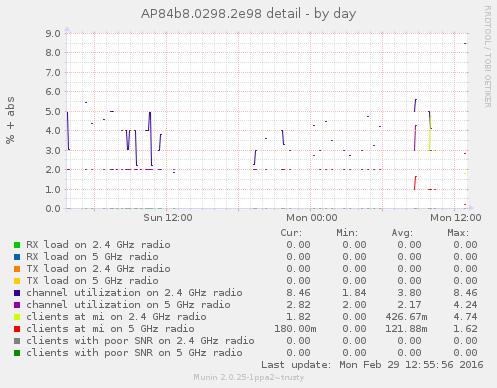 AP84b8.0298.2e98 detail - by day
RRDTOOL / TOBI OETIKER
% + abs
9.0
8.0
7.0
6.0
5.0
4.0
3.0
2.0
1.0
0.0
Sun 12:00 Mon 00:00 Mon 12:00
Cur: Min: Avg: Max:
RX load on 2.4 GHz radio 0.00 0.00 0.00 0.00
RX load on 5 GHz radio 0.00 0.00 0.00 0.00
TX load on 2.4 GHz radio 0.00 0.00 0.00 0.00
TX load on 5 GHz radio 0.00 0.00 0.00 0.00
channel utilization on 2.4 GHz radio 8.46 1.84 3.80 8.46
channel utilization on 5 GHz radio 2.82 2.00 2.17 4.24
clients at mi on 2.4 GHz radio 1.82 0.00 426.67m 4.74
clients at mi on 5 GHz radio 180.00m 0.00 121.88m 1.62
clients with poor SNR on 2.4 GHz radio 0.00 0.00 0.00 0.00
clients with poor SNR on 5 GHz radio 0.00 0.00 0.00 0.00
Last update: Mon Feb 29 12:55:56 2016
Munin 2.0.25-1ppa2~trusty